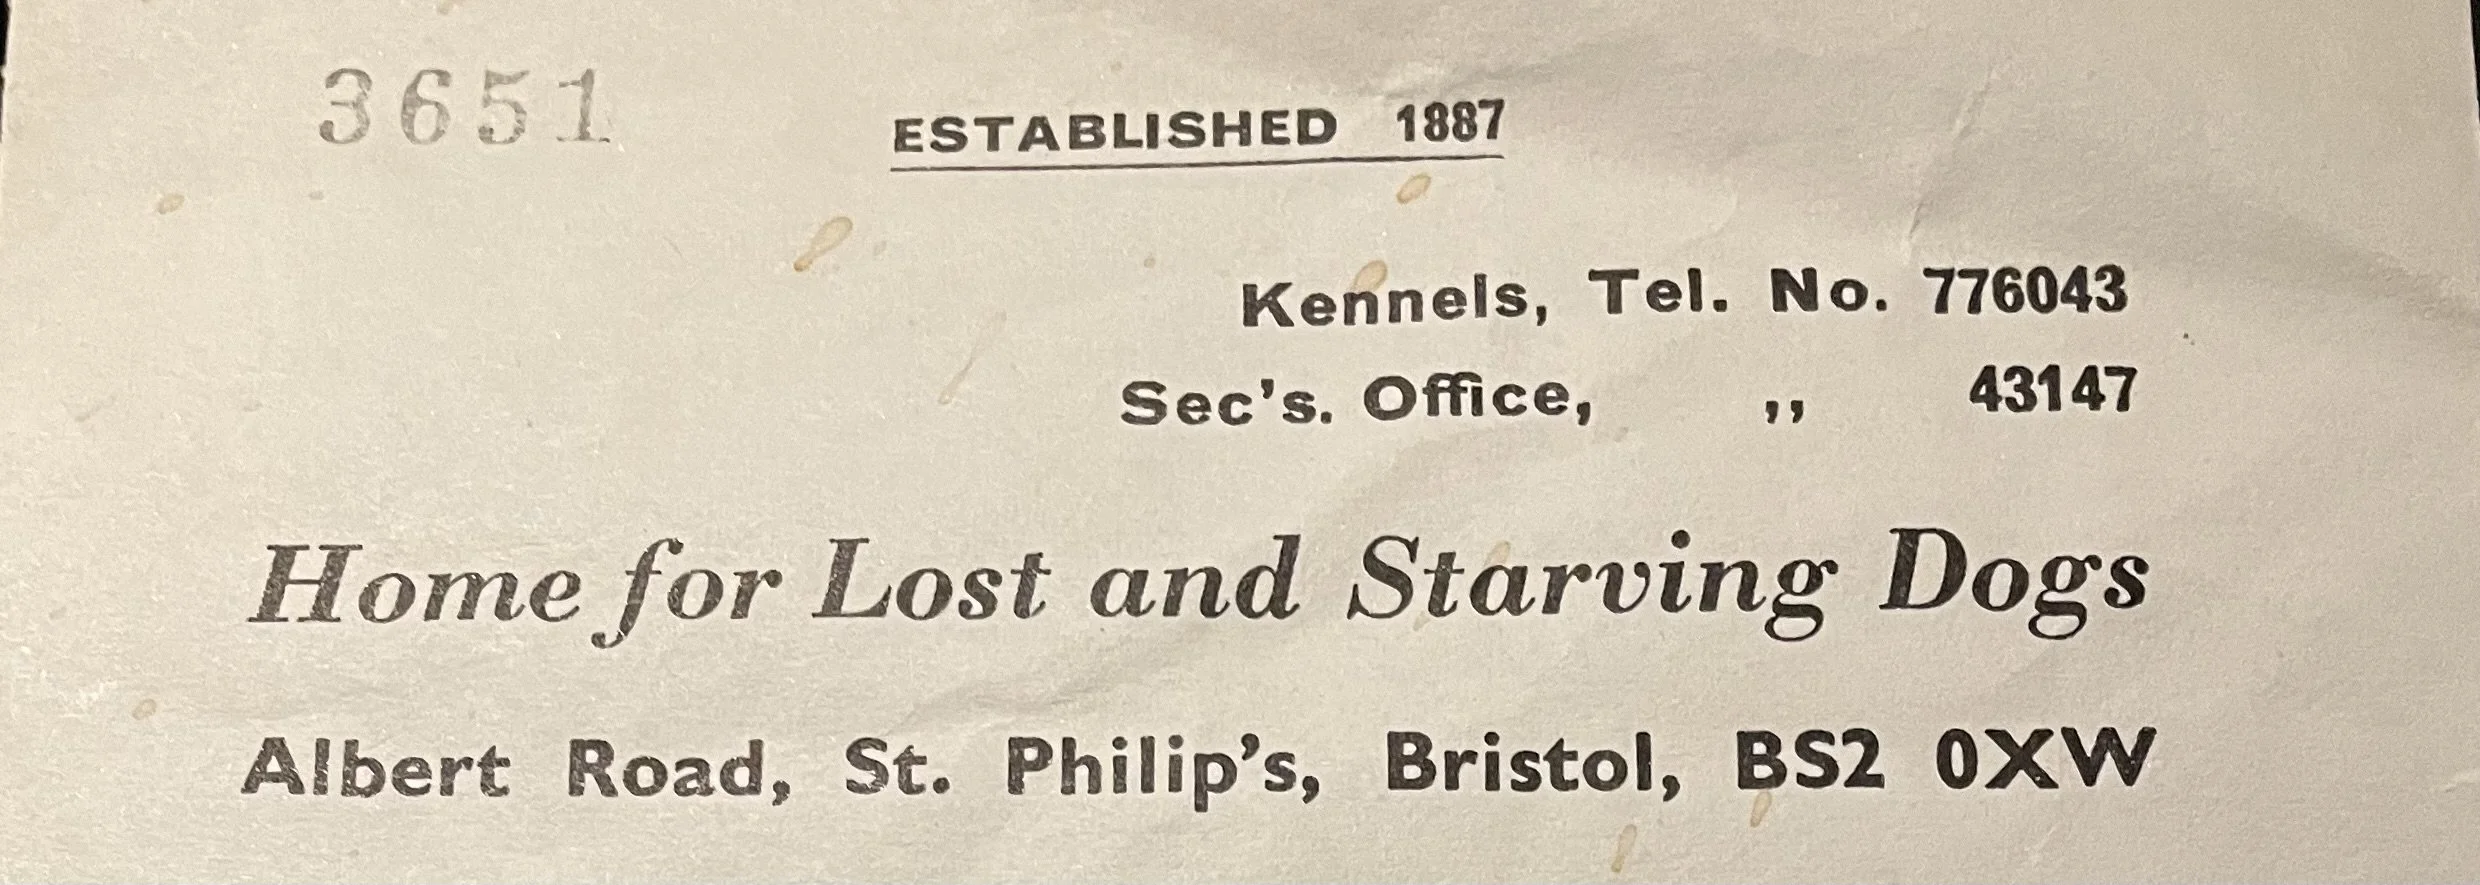 3651
ESTABLISHED 1887
Kennels, Tel. No. 776043
Sec's. Office, ,, 43147
Home for Lost and Starving Dogs
Albert Road, St. Philip's, Bristol, BS2 0XW